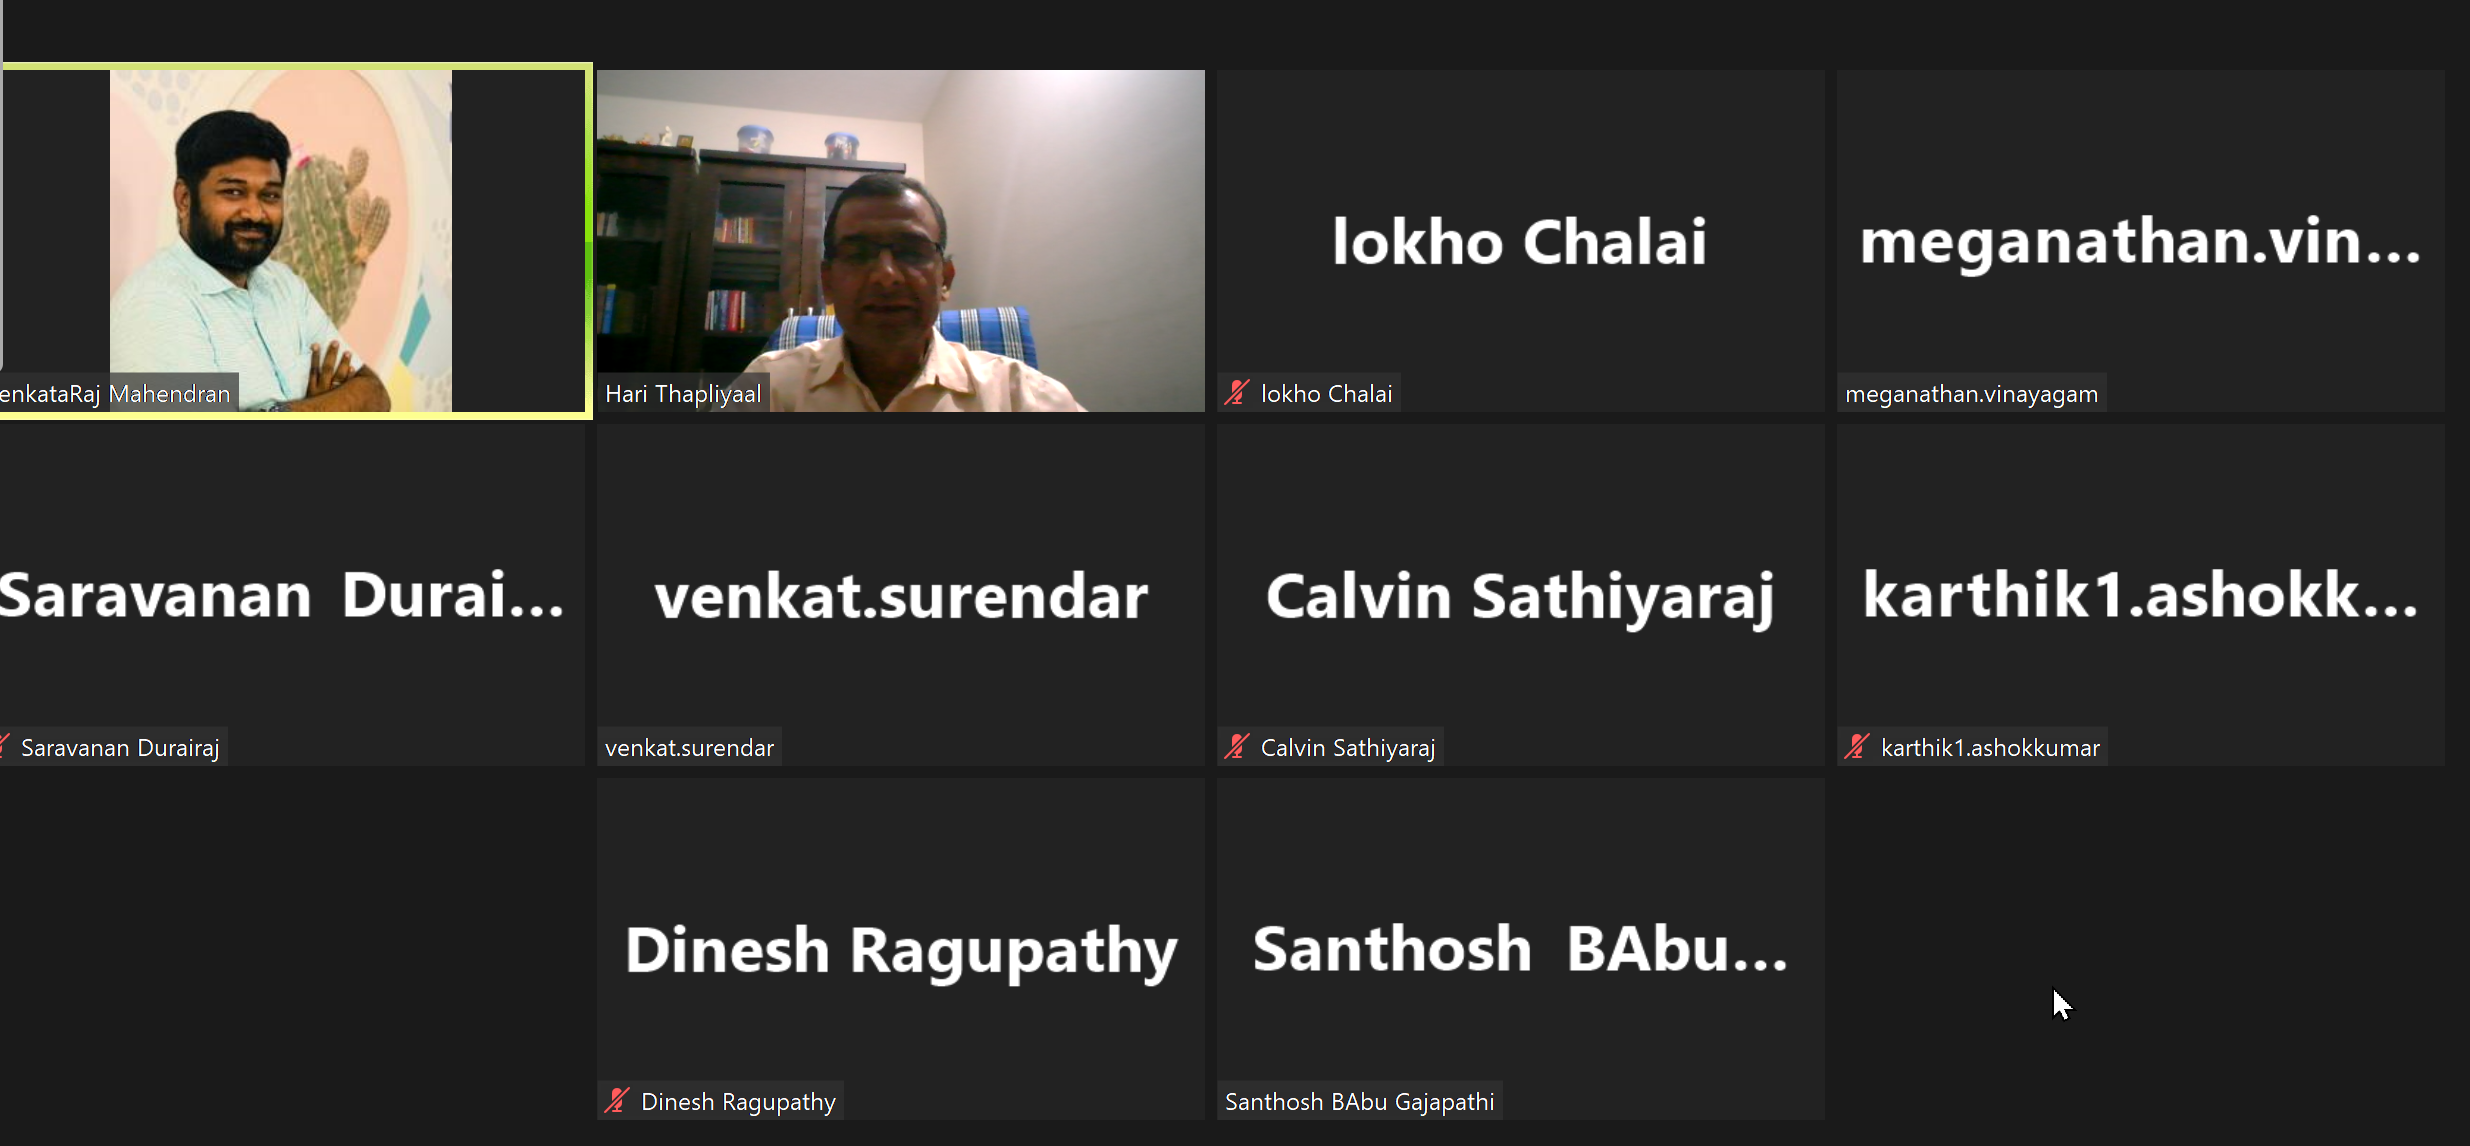 lokho Chalai
meganathan.vin...
enkataRaj Mahendran
Hari Thapliyaal
lokho Chalai
meganathan.vinayagam
Saravanan Durai...
venkat.surendar
Calvin Sathiyaraj
karthik1.ashokk...
Saravanan Durairaj
venkat.surendar
Calvin Sathiyaraj
karthik1.ashokkumar
Dinesh Ragupathy
Santhosh BAbu...
Dinesh Ragupathy
Santhosh BAbu Gajapathi